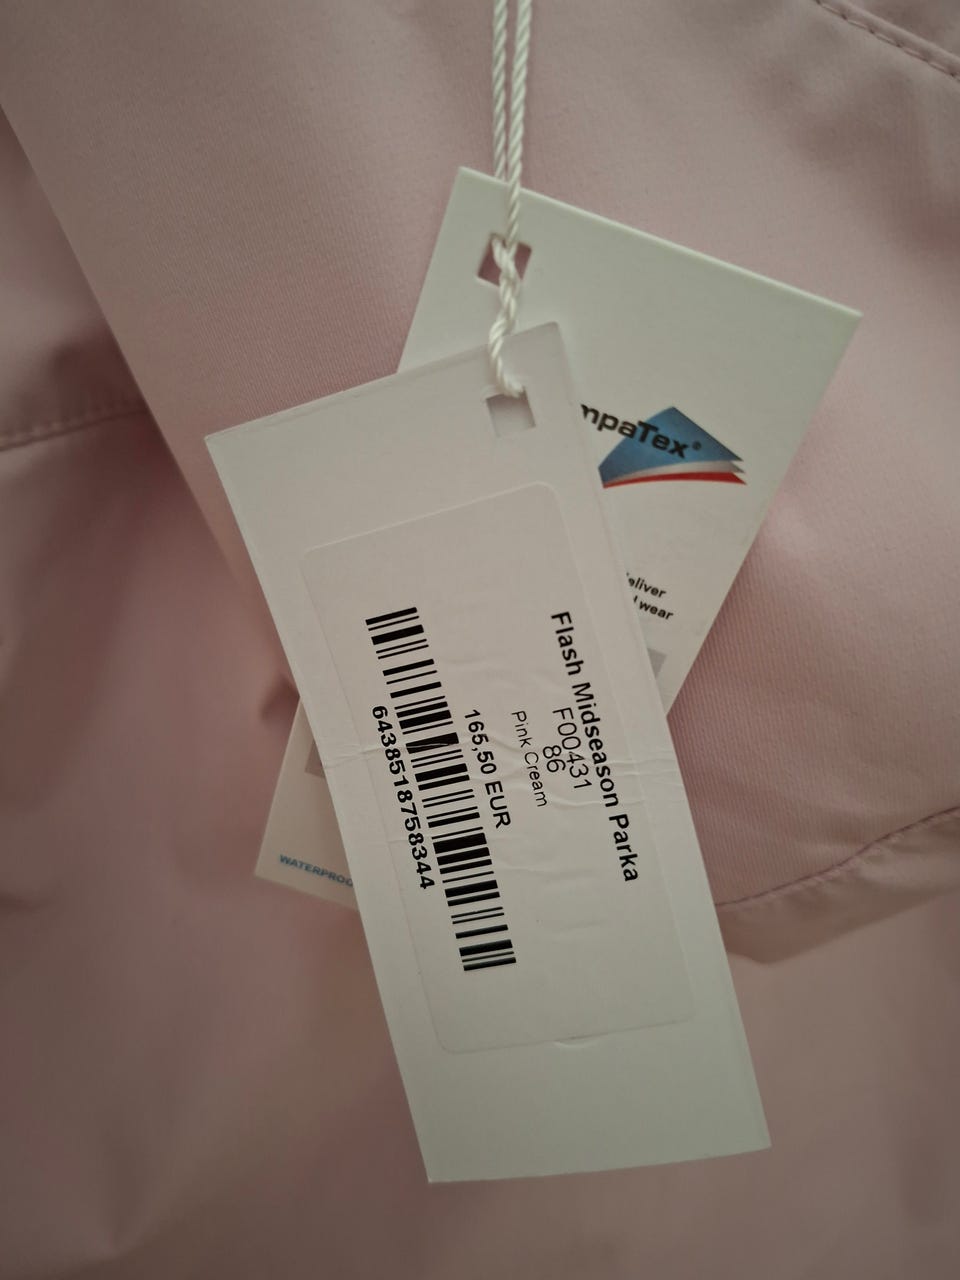 Flash Midseason Parka
F00431
86
Pink Cream
165,50 EUR
6438518758344
mpaTex®
eliver
wear
WATERPROO